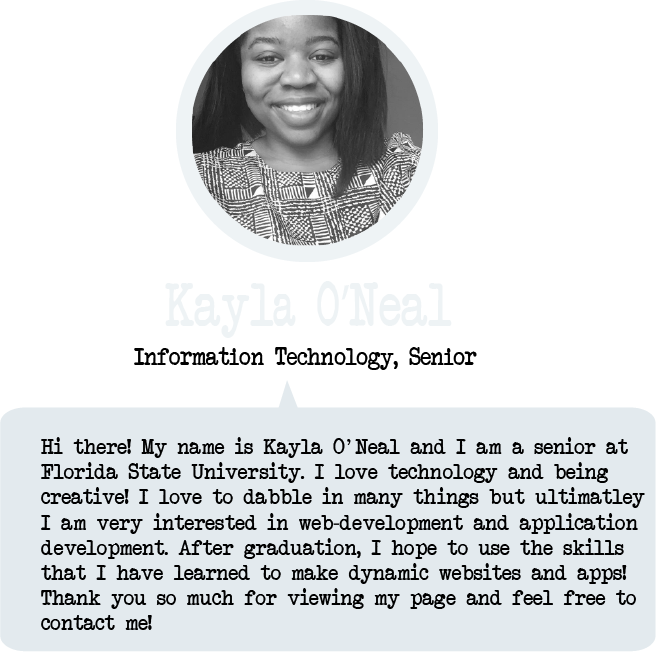 Kayla O'Neal
Information Technology, Senior
Hi there! My name is Kayla O'Neal and I am a senior at
Florida State University. I love technology and being
creative! I love to dabble in many things but ultimatley
I am very interested in web-development and application
development. After graduation, I hope to use the skills
that I have learned to make dynamic websites and apps!
Thank you so much for viewing my page and feel free to
contact me!